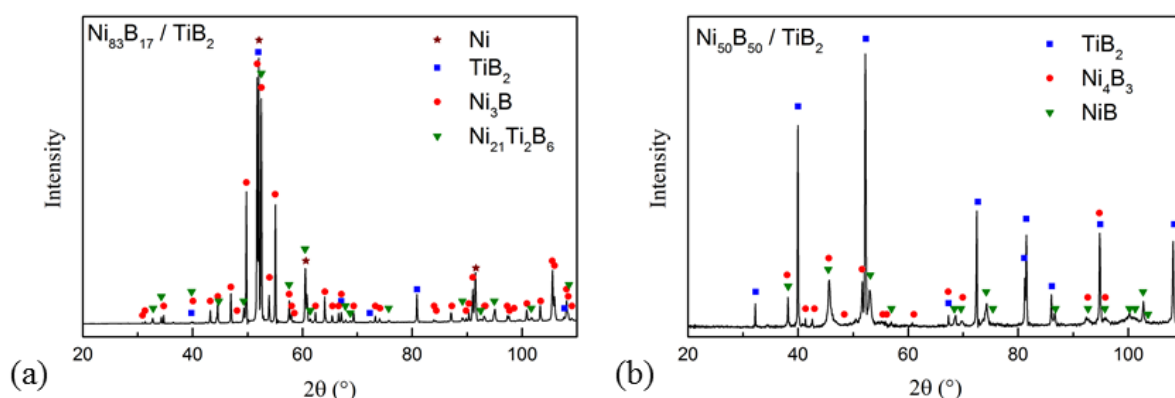 Ni₈₃B₁₇ / TiB₂
Ni
TiB₂
Ni₃B
Ni₂₁Ti₂B₆
Intensity
20 40 60 80 100
2θ (°)
(a)
Ni₅₀B₅₀ / TiB₂
TiB₂
Ni₄B₃
NiB
Intensity
20 40 60 80 100
2θ (°)
(b)